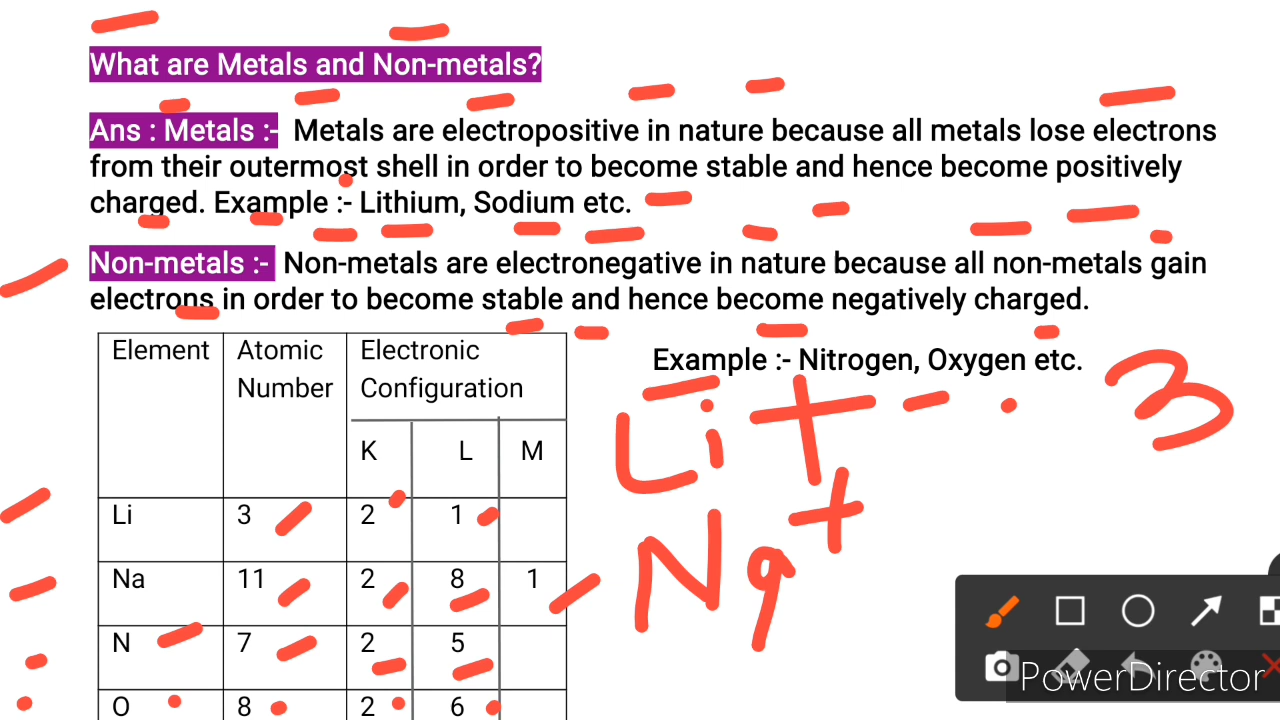 What are Metals and Non-metals?
Ans : Metals :- Metals are electropositive in nature because all metals lose electrons
from their outermost shell in order to become stable and hence become positively
charged. Example :- Lithium, Sodium etc.
Non-metals :- Non-metals are electronegative in nature because all non-metals gain
electrons in order to become stable and hence become negatively charged.
Example :- Nitrogen, Oxygen etc.
Element Atomic Number Electronic Configuration
K L M
Li 3 2 1
Na 11 2 8 1
N 7 2 5
O 8 2 6
Li + 3
Na +
PowerDirector